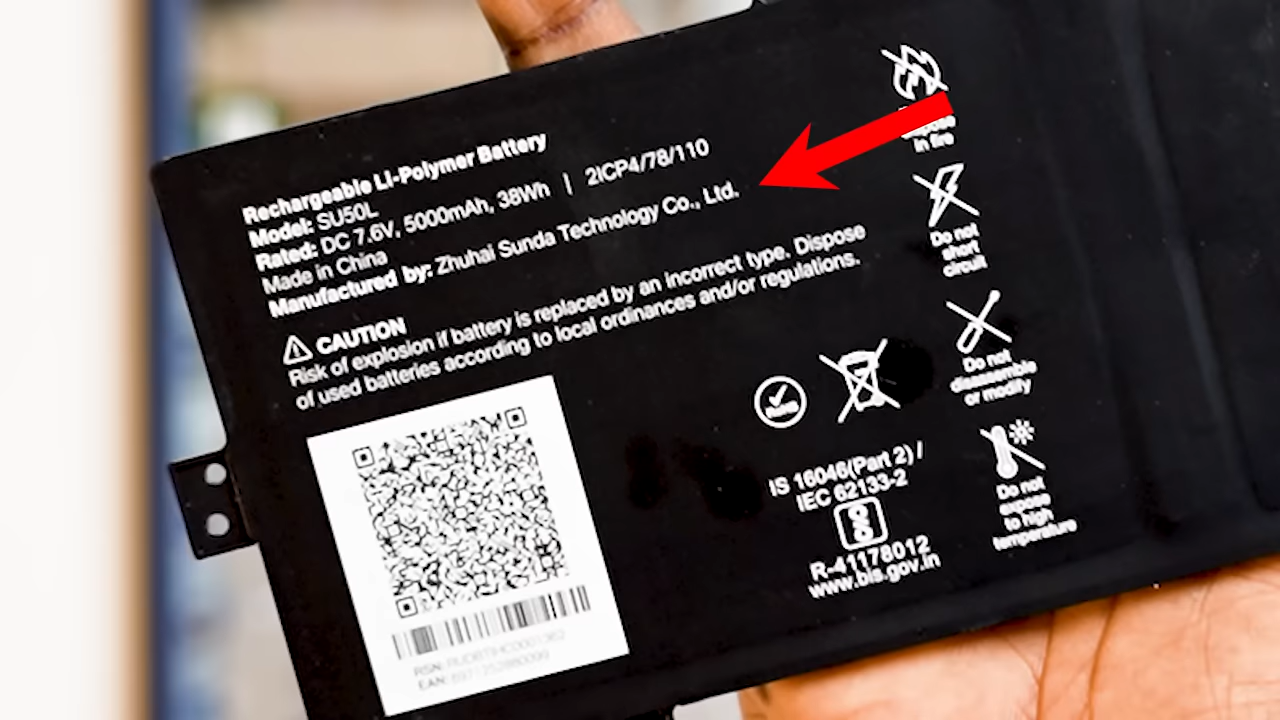 Rechargeable Li-Polymer Battery
Model: SU50L
Rated: DC 7.6V, 5000mAh, 38Wh | 2ICP4/78/110
Made in China
Manufactured by: Zhuhai Sunda Technology Co., Ltd.
CAUTION
Risk of explosion if battery is replaced by an incorrect type. Dispose
of used batteries according to local ordinances and/or regulations.
RSN:
EAN:
IS 16046(Part 2) /
IEC 62133-2
R-41178012
www.bis.gov.in
dispose
in fire
Do not
short
circuit
Do not
disassemble
or modify
Do not
expose
to high
temperature